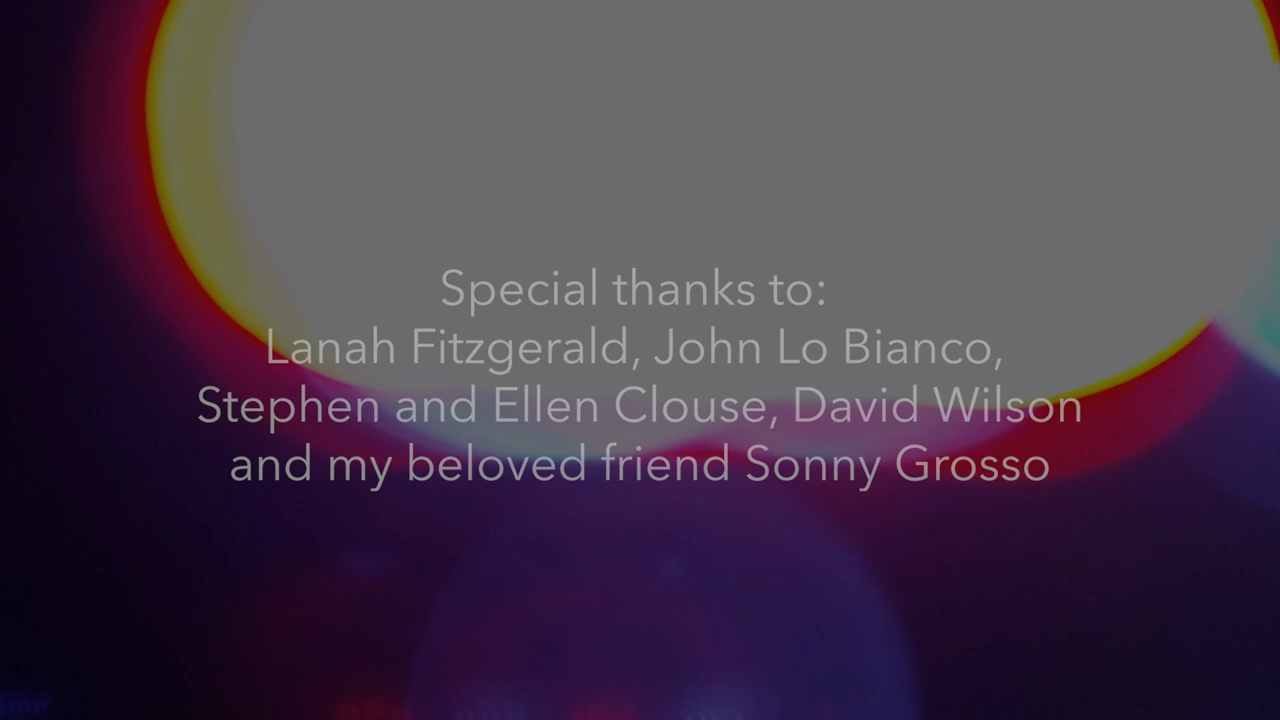 Special thanks to:
Lanah Fitzgerald, John Lo Bianco,
Stephen and Ellen Clouse, David Wilson
and my beloved friend Sonny Grosso